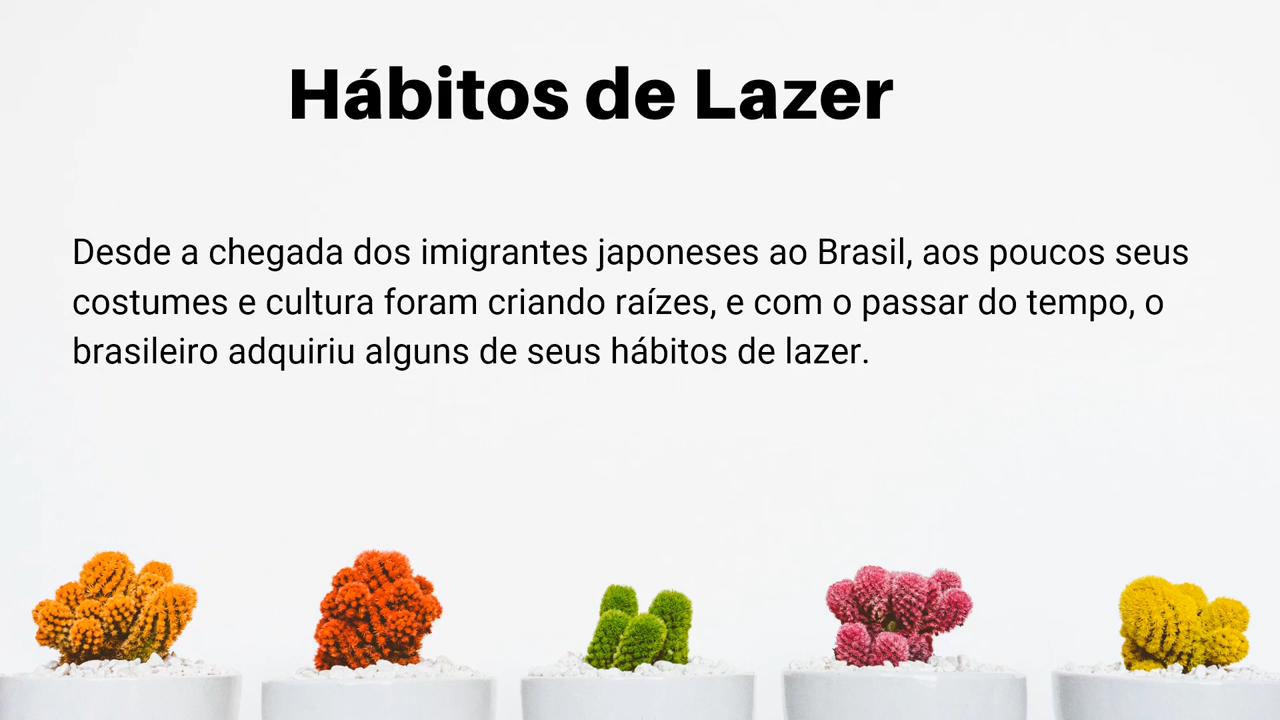 Hábitos de Lazer
Desde a chegada dos imigrantes japoneses ao Brasil, aos poucos seus
costumes e cultura foram criando raízes, e com o passar do tempo, o
brasileiro adquiriu alguns de seus hábitos de lazer.